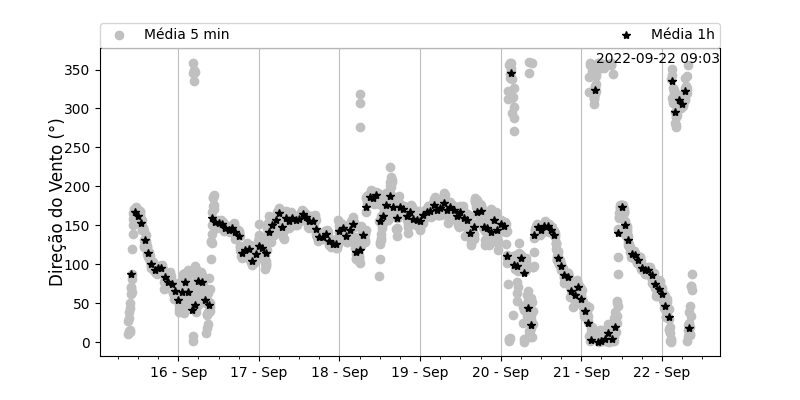 Média 5 min
Média 1h
2022-09-22 09:03
Direção do Vento (°)
350
300
250
200
150
100
50
0
16 - Sep
17 - Sep
18 - Sep
19 - Sep
20 - Sep
21 - Sep
22 - Sep